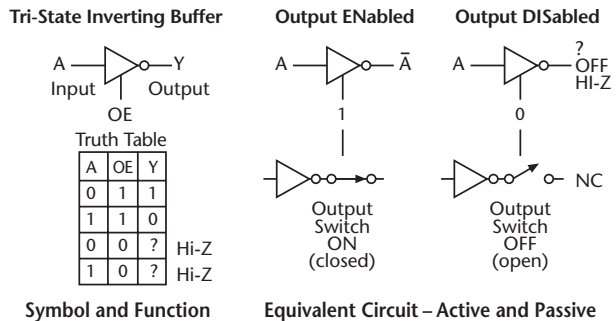 Tri-State Inverting Buffer
Output ENabled
Output DISabled
A
Y
Input
Output
OE
A
Ā
1
A
?
OFF
HI-Z
0
Truth Table
A OE Y
0 1 1
1 1 0
0 0 ? Hi-Z
1 0 ? Hi-Z
Output
Switch
ON
(closed)
NC
Output
Switch
OFF
(open)
Symbol and Function
Equivalent Circuit – Active and Passive